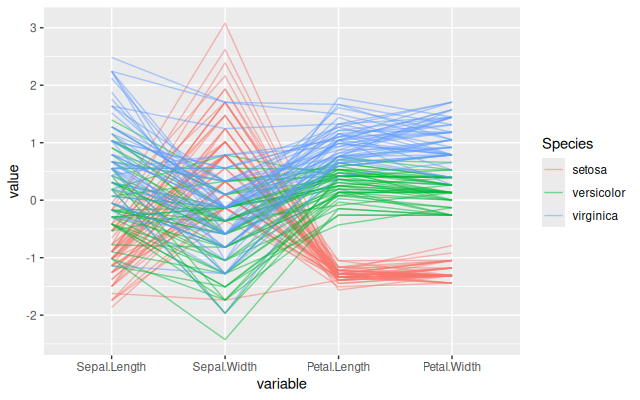 3
2
1
0
-1
-2
value
Sepal.Length Sepal.Width Petal.Length Petal.Width
variable
Species
setosa
versicolor
virginica